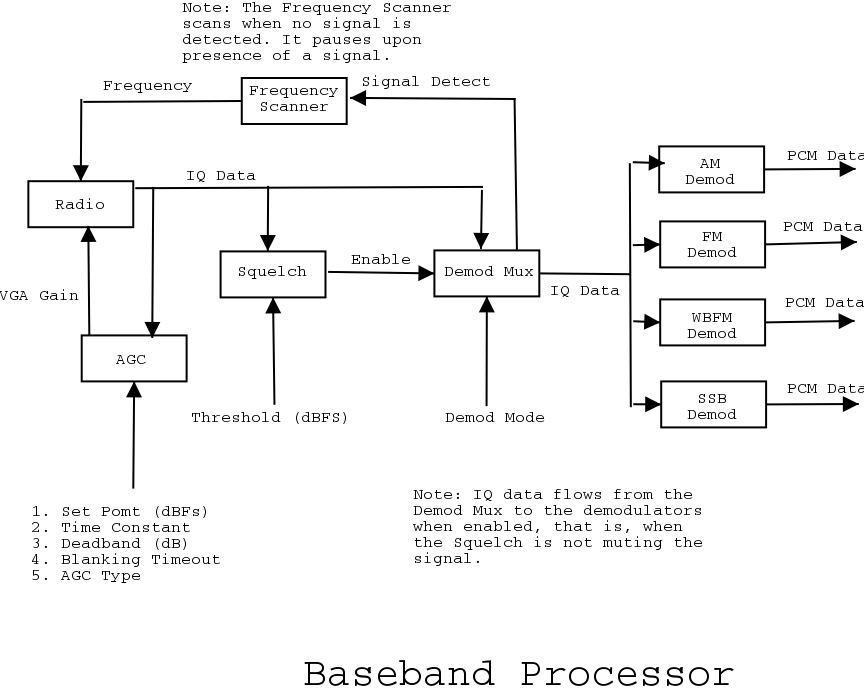 Note: The Frequency Scanner
scans when no signal is
detected. It pauses upon
presence of a signal.
Frequency
Frequency
Scanner
Signal Detect
IQ Data
Radio
VGA Gain
AGC
Squelch
Enable
Demod Mux
IQ Data
AM
Demod
PCM Data
FM
Demod
PCM Data
WBFM
Demod
PCM Data
SSB
Demod
PCM Data
Threshold (dBFS)
Demod Mode
1. Set Pomt (dBFs)
2. Time Constant
3. Deadband (dB)
4. Blanking Timeout
5. AGC Type
Note: IQ data flows from the
Demod Mux to the demodulators
when enabled, that is, when
the Squelch is not muting the
signal.
Baseband Processor